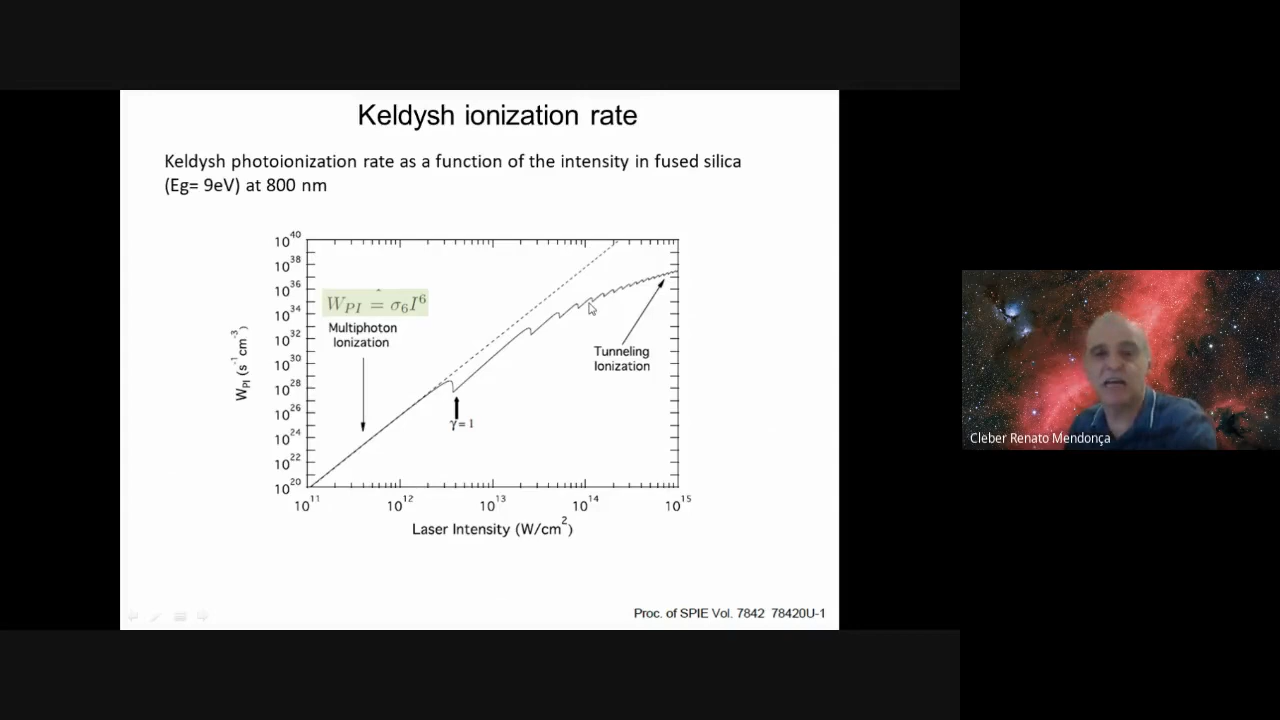 Keldysh ionization rate
Keldysh photoionization rate as a function of the intensity in fused silica
(Eg= 9eV) at 800 nm
10^40
10^38
10^36
10^34
10^32
10^30
10^28
10^26
10^24
10^22
10^20
W_PI (s^-1 cm^-3)
W_PI = σ_6 I^6
Multiphoton
Ionization
γ = 1
Tunneling
Ionization
10^11 10^12 10^13 10^14 10^15
Laser Intensity (W/cm^2)
Proc. of SPIE Vol. 7842 78420U-1
Cleber Renato Mendonça